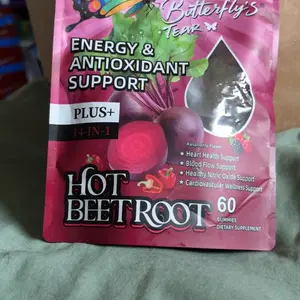 Butterfly's
TEAR
ENERGY &
ANTIOXIDANT
SUPPORT
PLUS+
14-IN-1
Flavor
• Heart Health Support
• Blood Flow Support
• Healthy Nitric Oxide Support
• Cardiovascular Wellness Support
HOT
BEETROOT
60
GUMMIES
DIETARY SUPPLEMENT